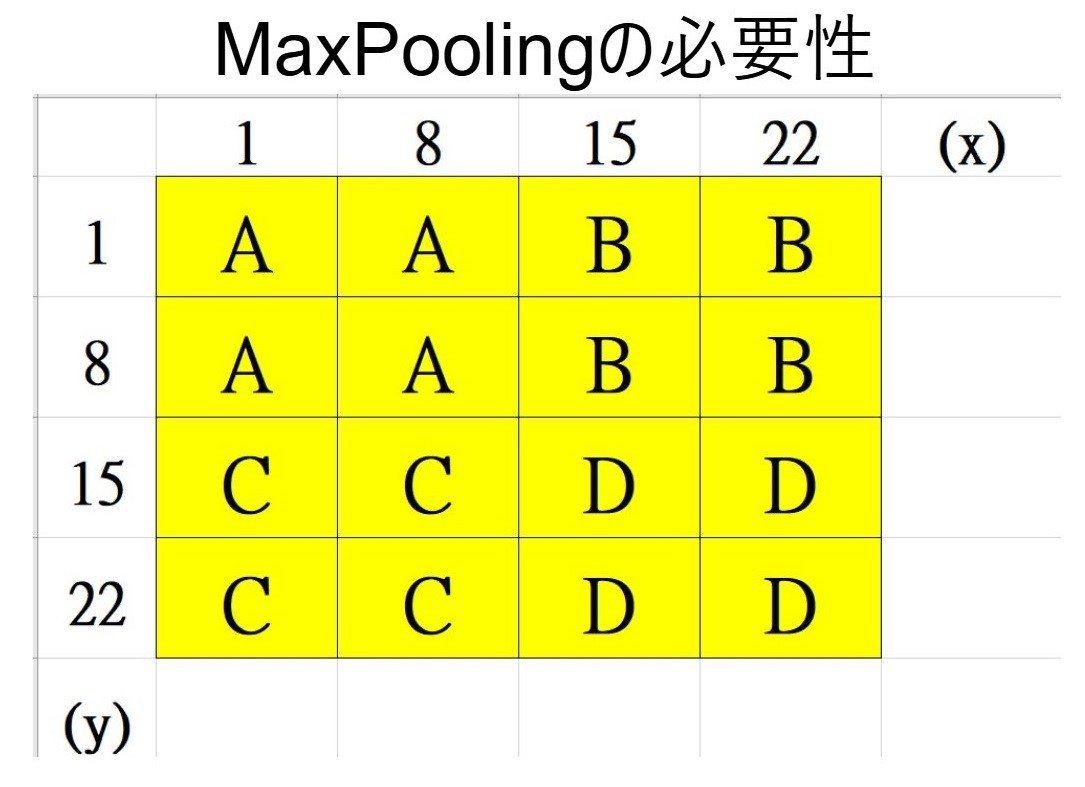 MaxPoolingの必要性
1 8 15 22 (x)
1 A A B B
8 A A B B
15 C C D D
22 C C D D
(y)